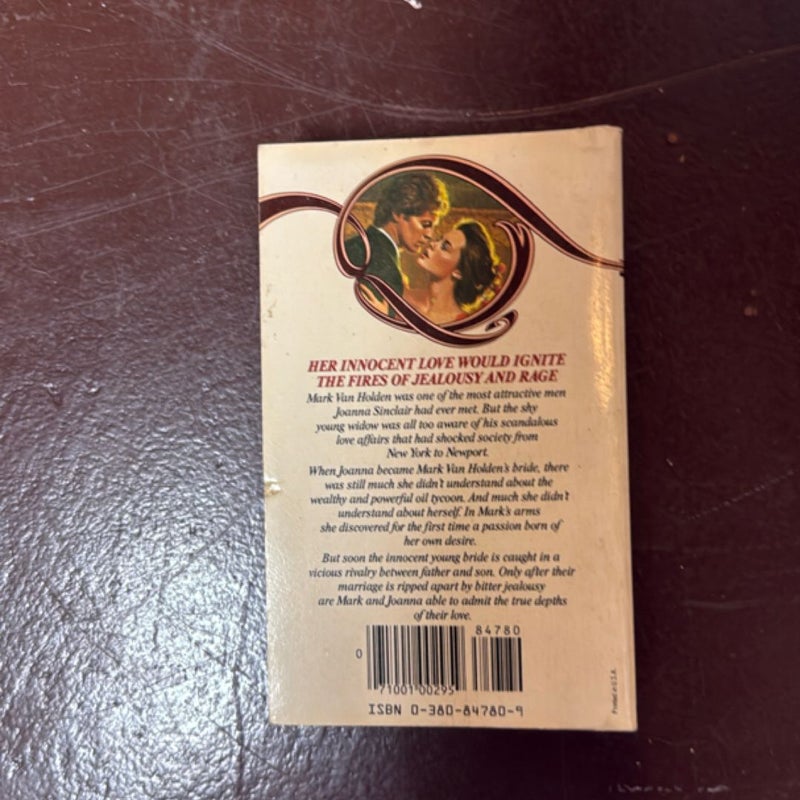 HER INNOCENT LOVE WOULD IGNITE
THE FIRES OF JEALOUSY AND RAGE
Mark Van Holden was one of the most attractive men
Joanna Sinclair had ever met. But the shy
young widow was all too aware of his scandalous
love affairs that had shocked society from
New York to Newport.
When Joanna became Mark Van Holden's bride, there
was still much she didn't understand about the
wealthy and powerful oil tycoon. And much she didn't
understand about herself. In Mark's arms
she discovered for the first time a passion born of
her own desire.
But soon the innocent young bride is caught in a
vicious rivalry between father and son. Only after their
marriage is ripped apart by bitter jealousy
are Mark and Joanna able to admit the true depths
of their love.
84780
0
71001 00295
ISBN 0-380-84780-9
Printed in U.S.A.